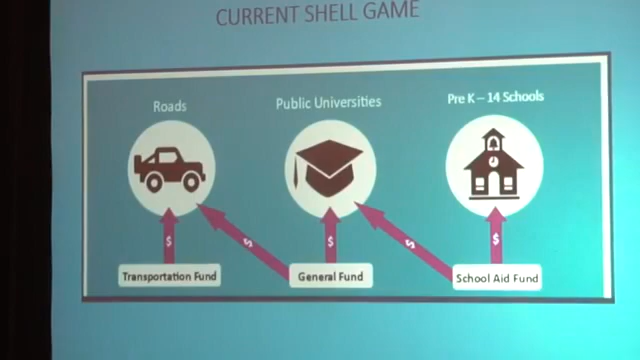 CURRENT SHELL GAME
Roads
Public Universities
Pre K – 14 Schools
$
$
$
$
$
Transportation Fund
General Fund
School Aid Fund